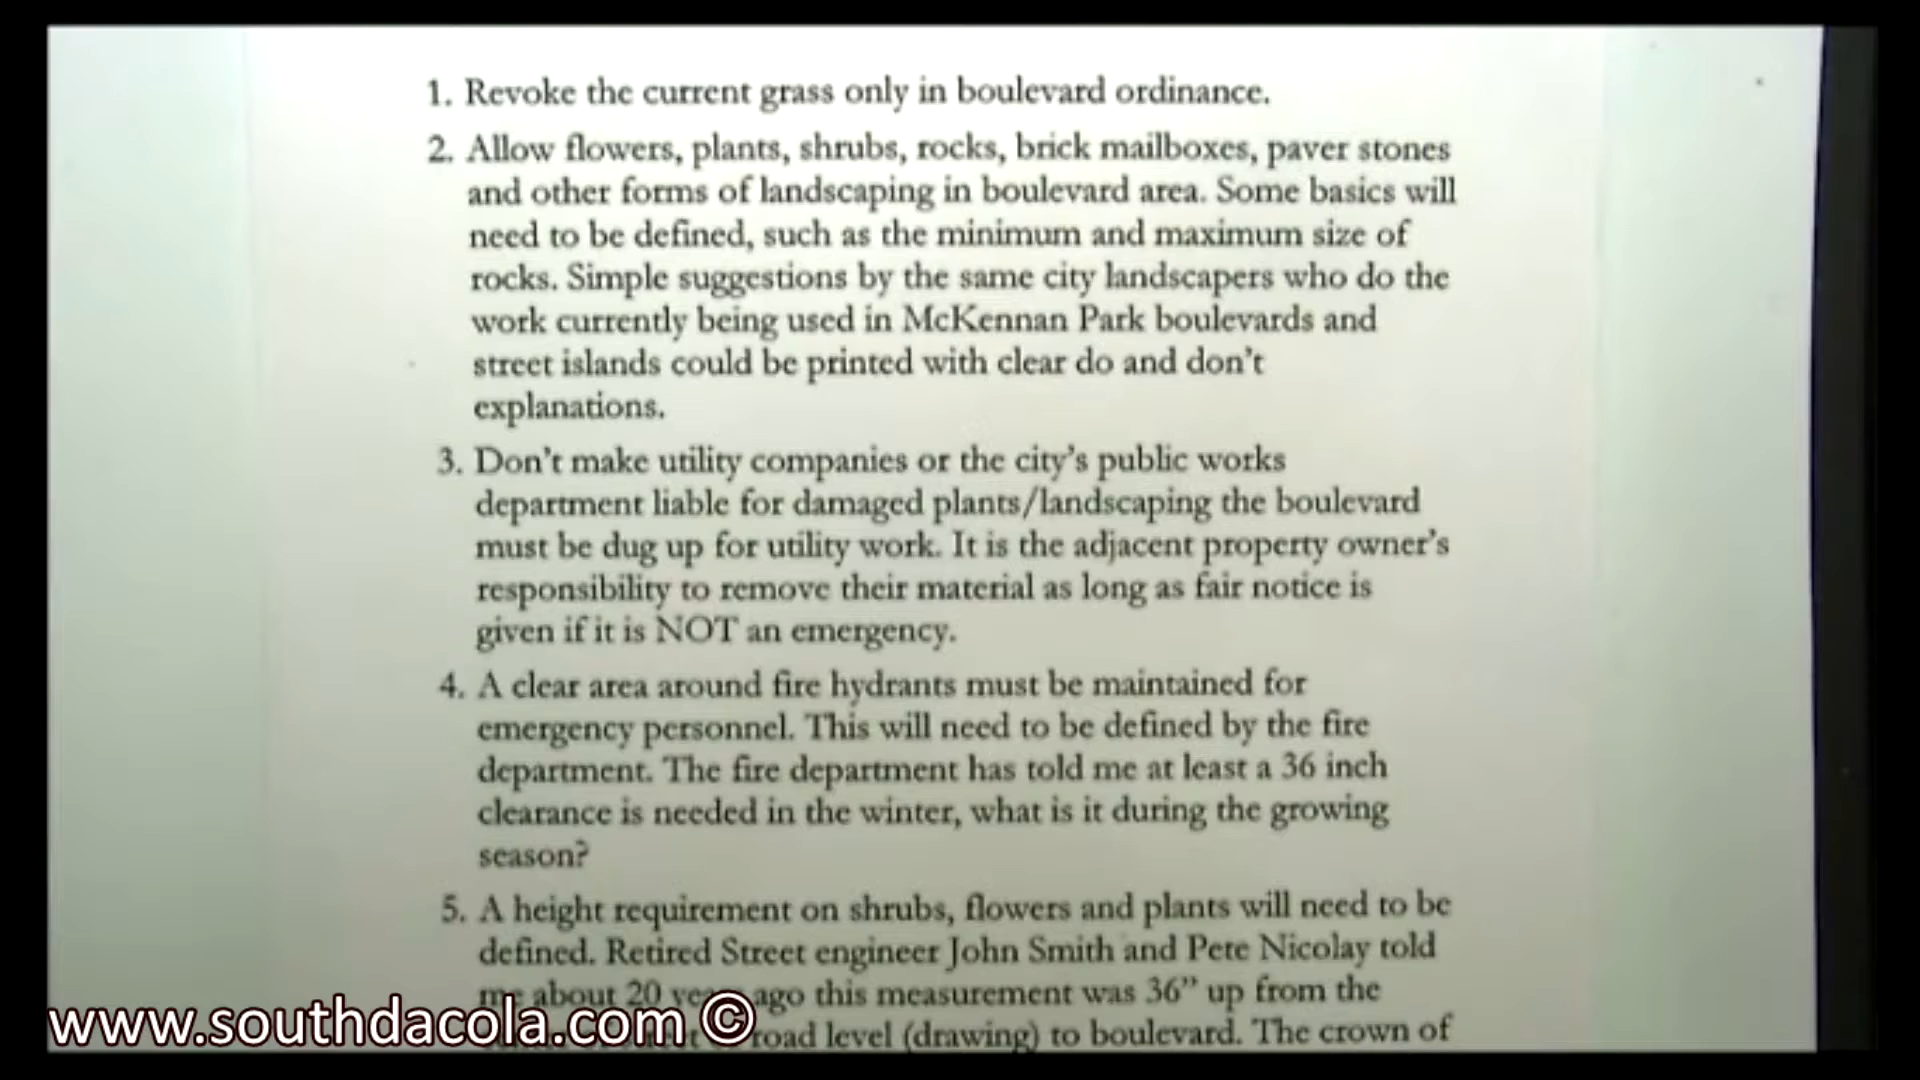 1. Revoke the current grass only in boulevard ordinance.
2. Allow flowers, plants, shrubs, rocks, brick mailboxes, paver stones
and other forms of landscaping in boulevard area. Some basics will
need to be defined, such as the minimum and maximum size of
rocks. Simple suggestions by the same city landscapers who do the
work currently being used in McKennan Park boulevards and
street islands could be printed with clear do and don't
explanations.
3. Don't make utility companies or the city's public works
department liable for damaged plants/landscaping the boulevard
must be dug up for utility work. It is the adjacent property owner's
responsibility to remove their material as long as fair notice is
given if it is NOT an emergency.
4. A clear area around fire hydrants must be maintained for
emergency personnel. This will need to be defined by the fire
department. The fire department has told me at least a 36 inch
clearance is needed in the winter, what is it during the growing
season?
5. A height requirement on shrubs, flowers and plants will need to be
defined. Retired Street engineer John Smith and Pete Nicolay told
me about 20 years ago this measurement was 36" up from the
road level (drawing) to boulevard. The crown of
www.southdacola.com ©